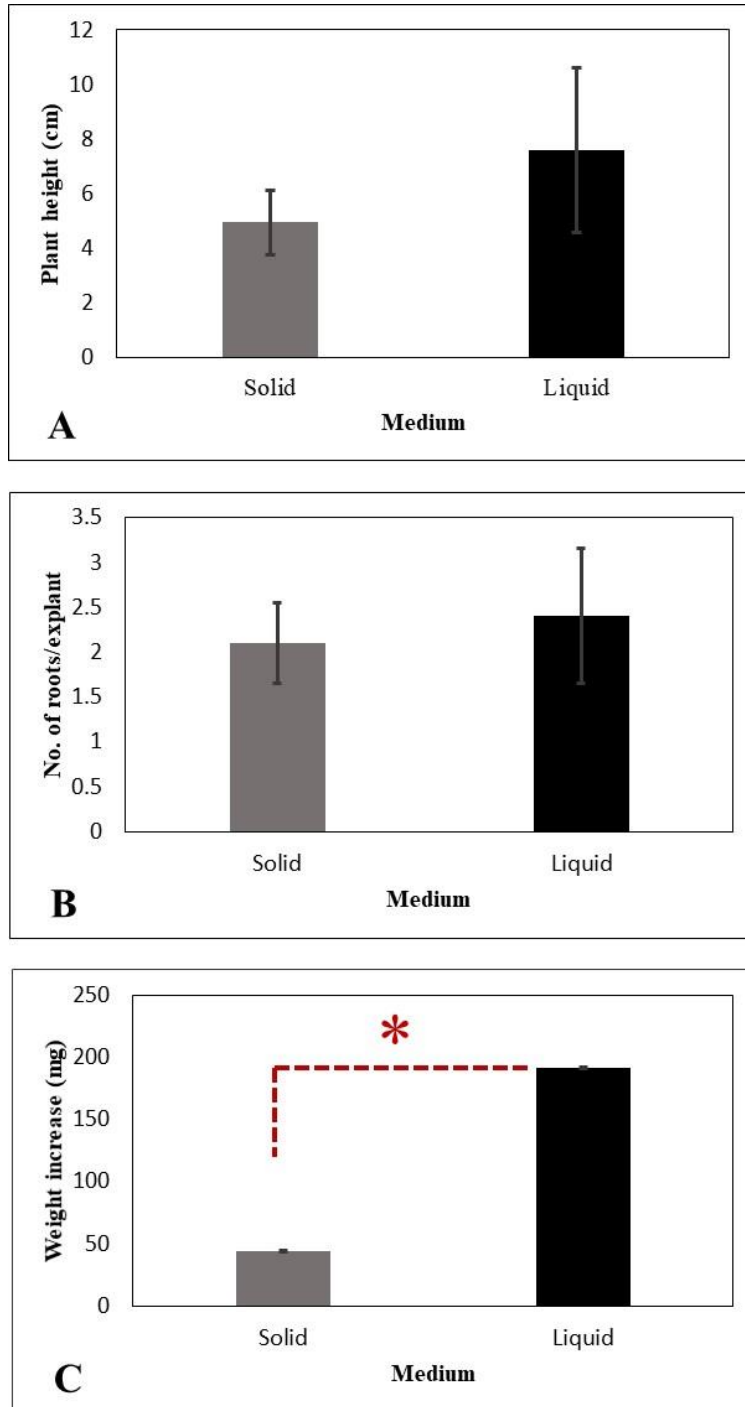 12
10
8
6
4
2
0
Plant height (cm)
Solid
Liquid
Medium
A
3.5
3
2.5
2
1.5
1
0.5
0
No. of roots/explant
Solid
Liquid
Medium
B
250
200
150
100
50
0
Weight increase (mg)
*
Solid
Liquid
Medium
C